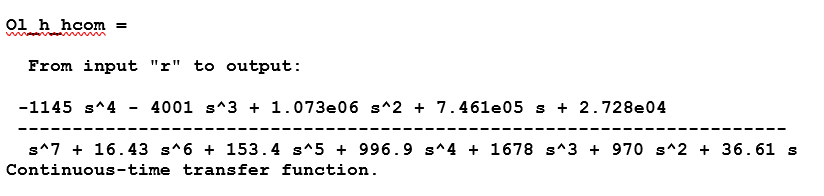 Ol_h_hcom =
From input "r" to output:
-1145 s^4 - 4001 s^3 + 1.073e06 s^2 + 7.461e05 s + 2.728e04
-----------------------------------------------------------------------
s^7 + 16.43 s^6 + 153.4 s^5 + 996.9 s^4 + 1678 s^3 + 970 s^2 + 36.61 s
Continuous-time transfer function.